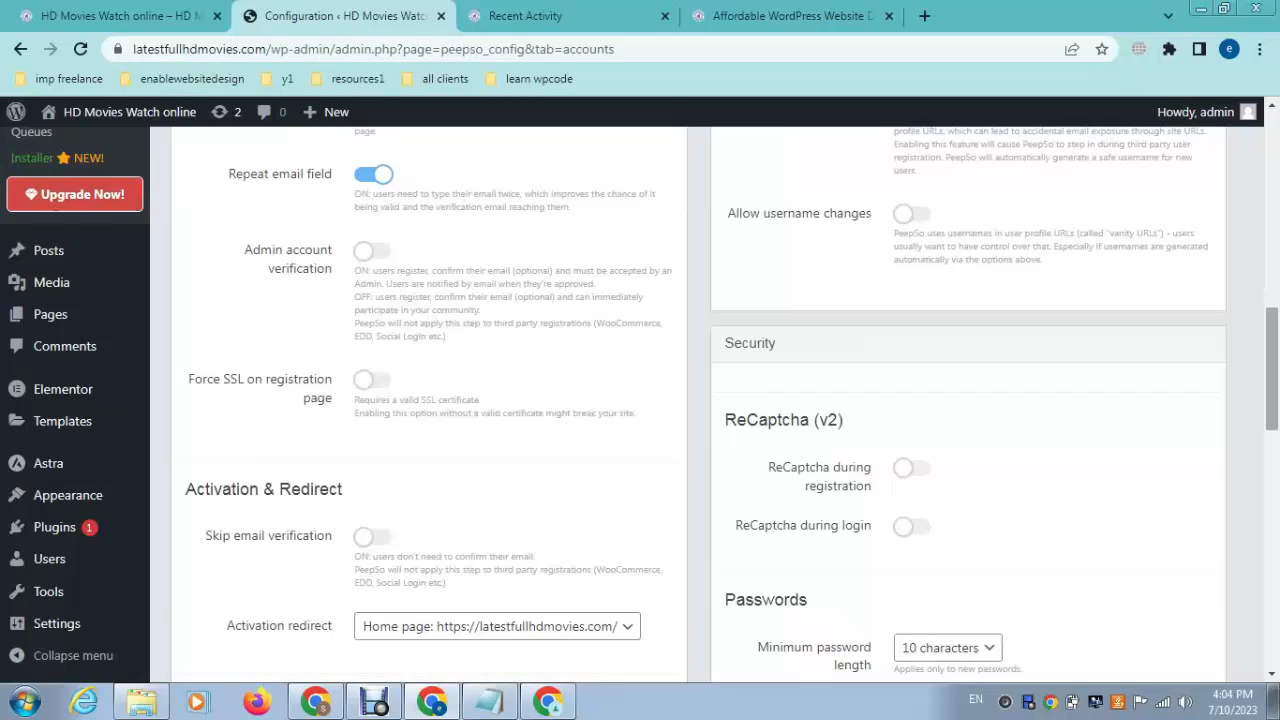 HD Movies Watch online ‹ HD M
Configuration ‹ HD Movies Wat
Recent Activity
Affordable WordPress Website D
latestfullhdmovies.com/wp-admin/admin.php?page=peepso_config&tab=accounts
e
imp freelance
enablewebsitedesign
y1
resources1
all clients
learn wpcode
HD Movies Watch online
2
0
New
Howdy, admin
Queues
Installer NEW!
Upgrade Now!
Posts
Media
Pages
Comments
Elementor
Templates
Astra
Appearance
Plugins 1
Users
Tools
Settings
Collapse menu
page.
Repeat email field
ON: users need to type their email twice, which improves the chance of it
being valid and the verification email reaching them.
Admin account
verification
ON: users register, confirm their email (optional) and must be accepted by an
Admin. Users are notified by email when they're approved.
OFF: users register, confirm their email (optional) and can immediately
participate in your community.
PeepSo will not apply this step to third party registrations (WooCommerce,
EDD, Social Login etc.)
Force SSL on registration
page
Requires a valid SSL certificate.
Enabling this option without a valid certificate might break your site.
Activation & Redirect
Skip email verification
ON: users don't need to confirm their email.
PeepSo will not apply this step to third party registrations (WooCommerce,
EDD, Social Login etc.)
Activation redirect
Home page: https://latestfullhdmovies.com/
profile URLs, which can lead to accidental email exposure through site URLs.
Enabling this feature will cause PeepSo to step in during third party user
registration. PeepSo will automatically generate a safe username for new
users.
Allow username changes
PeepSo uses usernames in user profile URLs (called "vanity URLs") - users
usually want to have control over that. Especially if usernames are generated
automatically via the options above.
Security
ReCaptcha (v2)
ReCaptcha during
registration
ReCaptcha during login
Passwords
Minimum password
length
10 characters
Applies only to new passwords.
EN
4:04 PM
7/10/2023